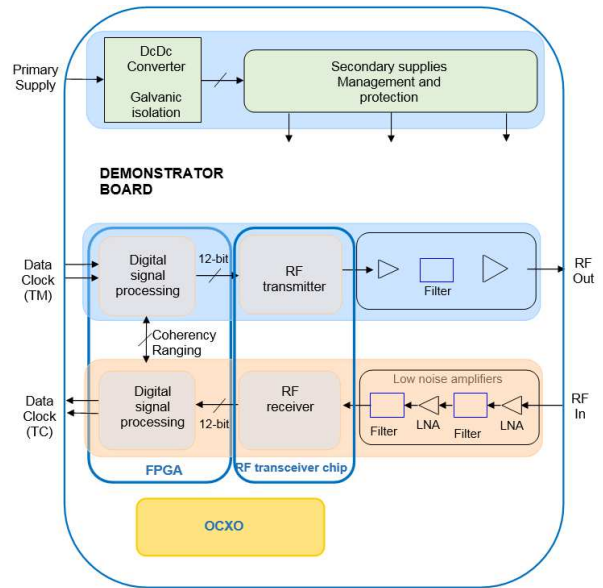 DcDc
Converter
Galvanic
isolation
Secondary supplies
Management and
protection
Primary
Supply
DEMONSTRATOR
BOARD
Data
Clock
(TM)
Digital
signal
processing
12-bit
RF
transmitter
Filter
RF
Out
Coherency
Ranging
Data
Clock
(TC)
Digital
signal
processing
12-bit
RF
receiver
Low noise amplifiers
Filter
LNA
Filter
LNA
RF
In
FPGA
RF transceiver chip
OCXO